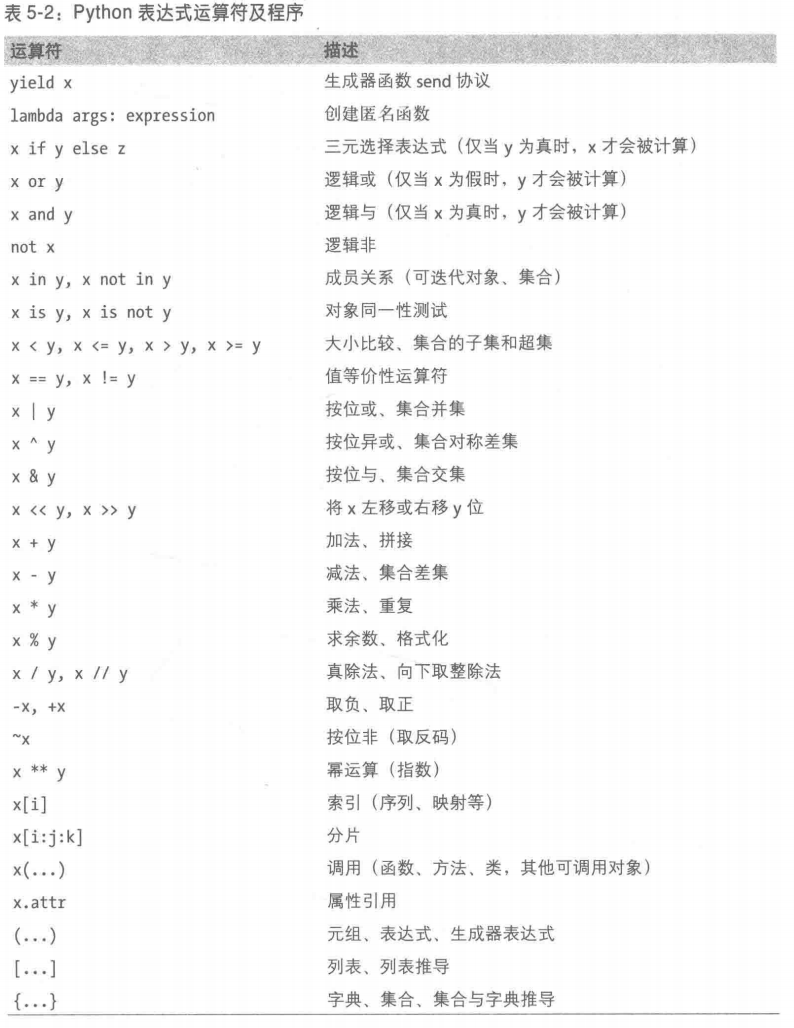 表 5-2：Python 表达式运算符及程序
运算符 描述
yield x 生成器函数 send 协议
lambda args: expression 创建匿名函数
x if y else z 三元选择表达式（仅当 y 为真时，x 才会被计算）
x or y 逻辑或（仅当 x 为假时，y 才会被计算）
x and y 逻辑与（仅当 x 为真时，y 才会被计算）
not x 逻辑非
x in y, x not in y 成员关系（可迭代对象、集合）
x is y, x is not y 对象同一性测试
x < y, x <= y, x > y, x >= y 大小比较、集合的子集和超集
x == y, x != y 值等价性运算符
x | y 按位或、集合并集
x ^ y 按位异或、集合对称差集
x & y 按位与、集合交集
x << y, x >> y 将 x 左移或右移 y 位
x + y 加法、拼接
x - y 减法、集合差集
x * y 乘法、重复
x % y 求余数、格式化
x / y, x // y 真除法、向下取整除法
-x, +x 取负、取正
~x 按位非（取反码）
x ** y 幂运算（指数）
x[i] 索引（序列、映射等）
x[i:j:k] 分片
x(...) 调用（函数、方法、类，其他可调用对象）
x.attr 属性引用
(...) 元组、表达式、生成器表达式
[...] 列表、列表推导
{...} 字典、集合、集合与字典推导